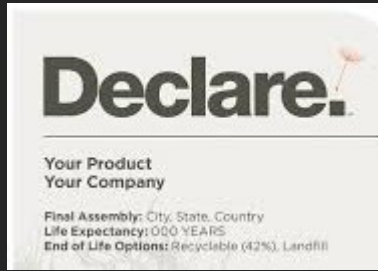 Declare.
Your Product
Your Company
Final Assembly: City, State, Country
Life Expectancy: 000 YEARS
End of Life Options: Recyclable (42%), Landfill